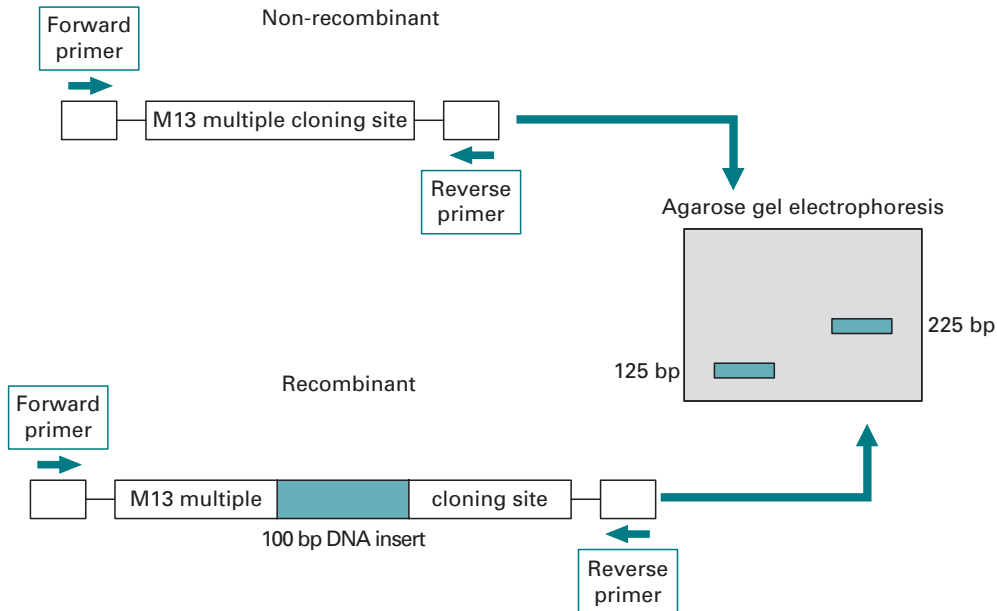 Non-recombinant
Forward
primer
M13 multiple cloning site
Reverse
primer
Agarose gel electrophoresis
225 bp
125 bp
Recombinant
Forward
primer
M13 multiple
cloning site
100 bp DNA insert
Reverse
primer